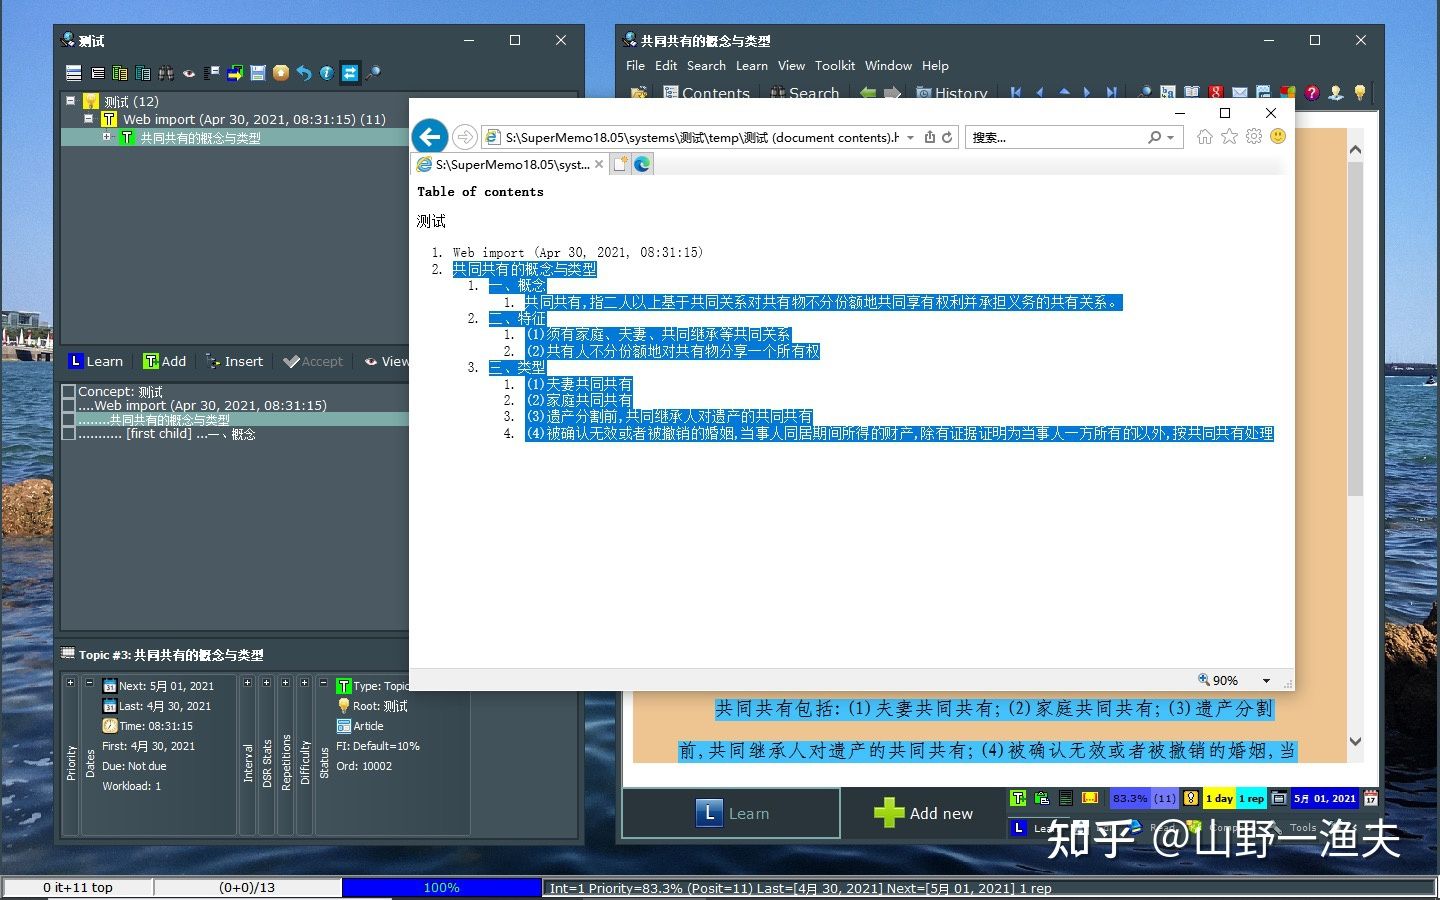 测试
测试 (12)
Web import (Apr 30, 2021, 08:31:15) (11)
共同共有的概念与类型
Learn
Add
Insert
Accept
View
Concept: 测试
....Web import (Apr 30, 2021, 08:31:15)
........共同共有的概念与类型
........... [first child] ...一、概念
Topic #3: 共同共有的概念与类型
Priority
Dates
Next: 5月 01, 2021
Last: 4月 30, 2021
Time: 08:31:15
First: 4月 30, 2021
Due: Not due
Workload: 1
Interval
DSR Stats
Repetitions
Difficulty
Status
Type: Topic
Root: 测试
Article
FI: Default=10%
Ord: 10002
共同共有的概念与类型
File Edit Search Learn View Toolkit Window Help
Contents Search History
S:\SuperMemo18.05\systems\测试\temp\测试 (document contents).h
搜索...
S:\SuperMemo18.05\syst...
Table of contents
测试
1. Web import (Apr 30, 2021, 08:31:15)
2. 共同共有的概念与类型
1. 一、概念
1. 共同共有,指二人以上基于共同关系对共有物不分份额地共同享有权利并承担义务的共有关系。
2. 二、特征
1. (1)须有家庭、夫妻、共同继承等共同关系
2. (2)共有人不分份额地对共有物分享一个所有权
3. 三、类型
1. (1)夫妻共同共有
2. (2)家庭共同共有
3. (3)遗产分割前,共同继承人对遗产的共同共有
4. (4)被确认无效或者被撤销的婚姻,当事人同居期间所得的财产,除有证据证明为当事人一方所有的以外,按共同共有处理
90%
共同共有包括: (1)夫妻共同共有; (2)家庭共同共有; (3)遗产分割
前,共同继承人对遗产的共同共有; (4)被确认无效或者被撤销的婚姻,当
L Learn
Add new
83.3% (11) 1 day 1 rep 5月 01, 2021
Tools
知乎 @山野一渔夫
0 it+11 top
(0+0)/13
100%
Int=1 Priority=83.3% (Posit=11) Last=[4月 30, 2021] Next=[5月 01, 2021] 1 rep